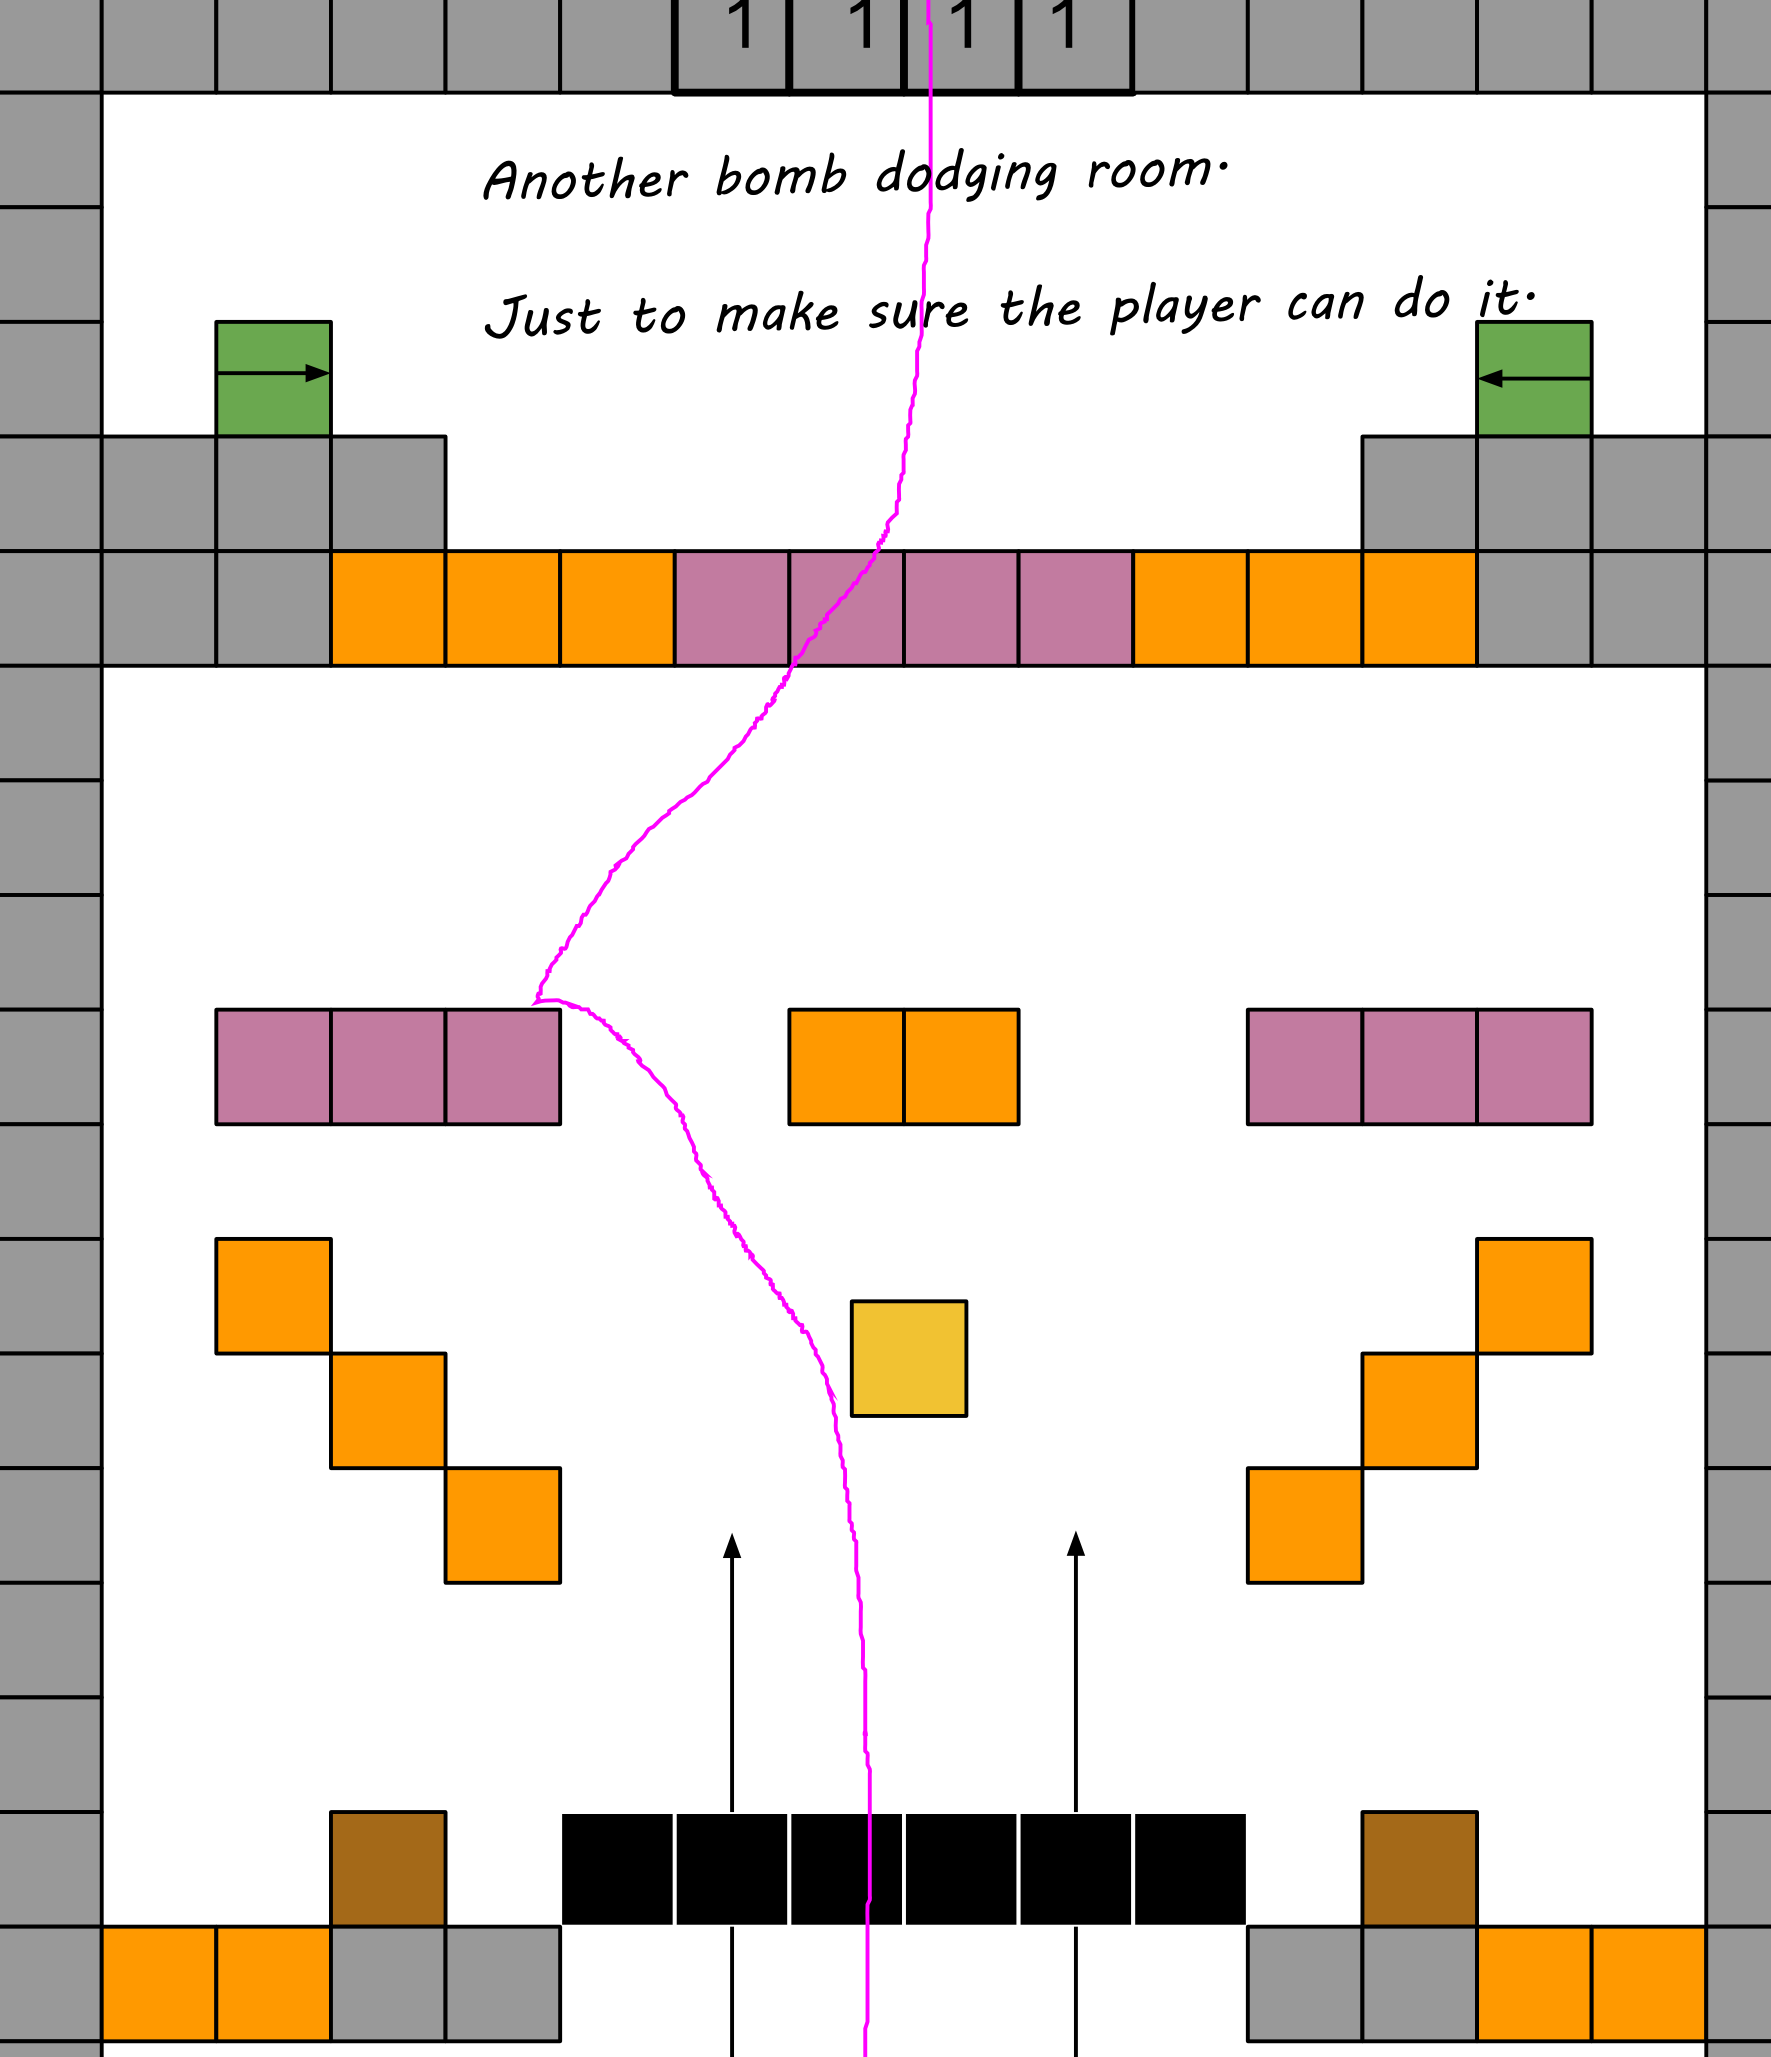 1 1 1 1
Another bomb dodging room.
Just to make sure the player can do it.